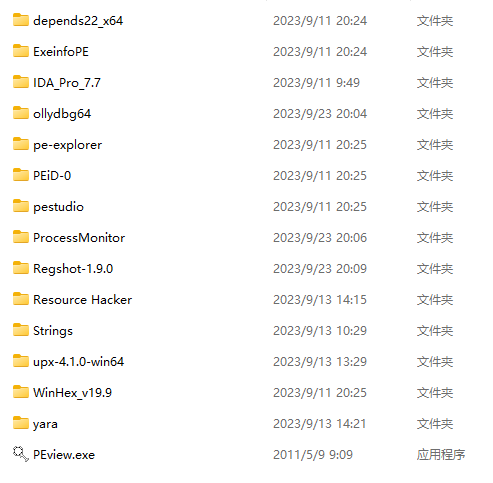 depends22_x64 2023/9/11 20:24 文件夹
ExeinfoPE 2023/9/11 20:24 文件夹
IDA_Pro_7.7 2023/9/11 9:49 文件夹
ollydbg64 2023/9/23 20:04 文件夹
pe-explorer 2023/9/11 20:25 文件夹
PEiD-0 2023/9/11 20:25 文件夹
pestudio 2023/9/11 20:25 文件夹
ProcessMonitor 2023/9/23 20:06 文件夹
Regshot-1.9.0 2023/9/23 20:09 文件夹
Resource Hacker 2023/9/13 14:15 文件夹
Strings 2023/9/13 10:29 文件夹
upx-4.1.0-win64 2023/9/13 13:29 文件夹
WinHex_v19.9 2023/9/11 20:25 文件夹
yara 2023/9/13 14:21 文件夹
PEview.exe 2011/5/9 9:09 应用程序